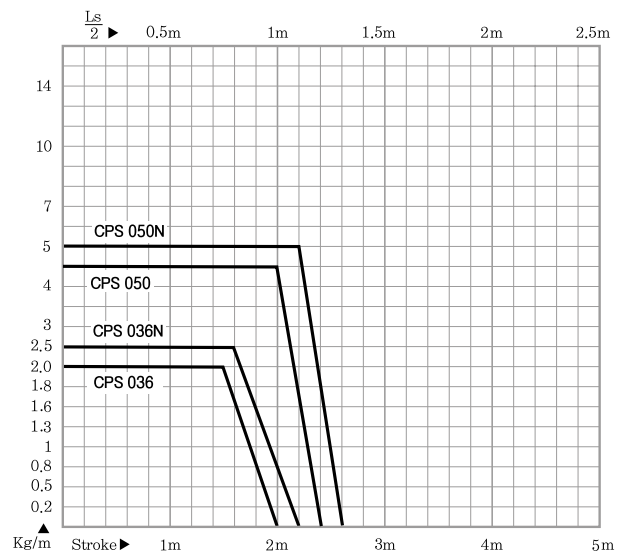 Ls
2 ▶ 0.5m 1m 1.5m 2m 2.5m
14
10
7
CPS 050N
5
CPS 050
4
3
CPS 036N
2.5
2.0
CPS 036
1.8
1.6
1.3
1
0.8
0.5
0.2
▲
Kg/m Stroke▶ 1m 2m 3m 4m 5m